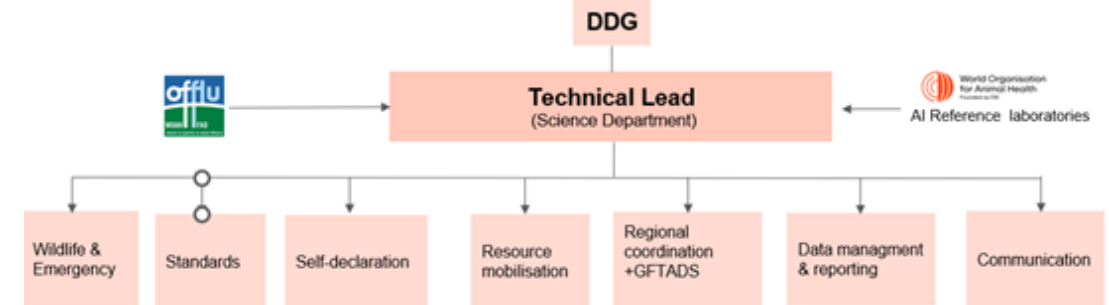 DDG
offlu
Technical Lead
(Science Department)
World Organisation
for Animal Health
AI Reference laboratories
Wildlife &
Emergency
Standards
Self-declaration
Resource
mobilisation
Regional
coordination
+GFTADS
Data managment
& reporting
Communication